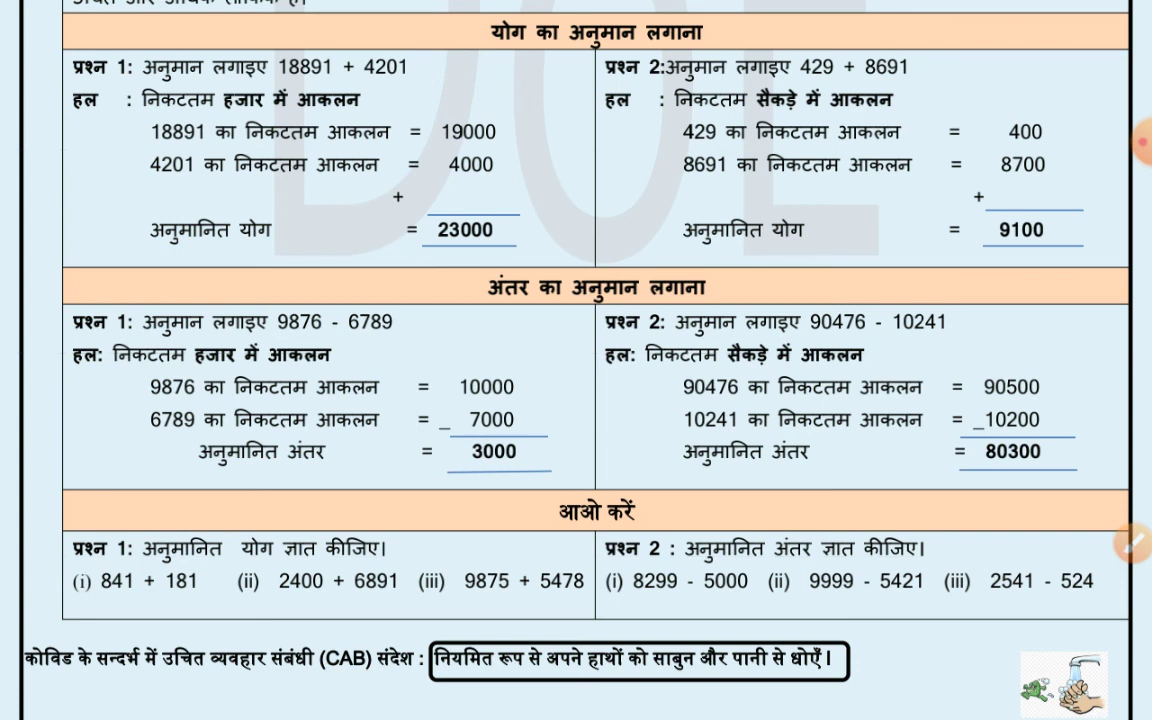 उचित और अधिक तार्किक है।
योग का अनुमान लगाना
प्रश्न 1: अनुमान लगाइए 18891 + 4201
हल : निकटतम हजार में आकलन
18891 का निकटतम आकलन = 19000
4201 का निकटतम आकलन = 4000
+
अनुमानित योग = 23000
प्रश्न 2:अनुमान लगाइए 429 + 8691
हल : निकटतम सैकड़े में आकलन
429 का निकटतम आकलन = 400
8691 का निकटतम आकलन = 8700
+
अनुमानित योग = 9100
अंतर का अनुमान लगाना
प्रश्न 1: अनुमान लगाइए 9876 - 6789
हल: निकटतम हजार में आकलन
9876 का निकटतम आकलन = 10000
6789 का निकटतम आकलन = _ 7000
अनुमानित अंतर = 3000
प्रश्न 2: अनुमान लगाइए 90476 - 10241
हल: निकटतम सैकड़े में आकलन
90476 का निकटतम आकलन = 90500
10241 का निकटतम आकलन = _10200
अनुमानित अंतर = 80300
आओ करें
प्रश्न 1: अनुमानित योग ज्ञात कीजिए।
(i) 841 + 181 (ii) 2400 + 6891 (iii) 9875 + 5478
प्रश्न 2 : अनुमानित अंतर ज्ञात कीजिए।
(i) 8299 - 5000 (ii) 9999 - 5421 (iii) 2541 - 524
कोविड के सन्दर्भ में उचित व्यवहार संबंधी (CAB) संदेश : नियमित रूप से अपने हाथों को साबुन और पानी से धोएँ।
DOE